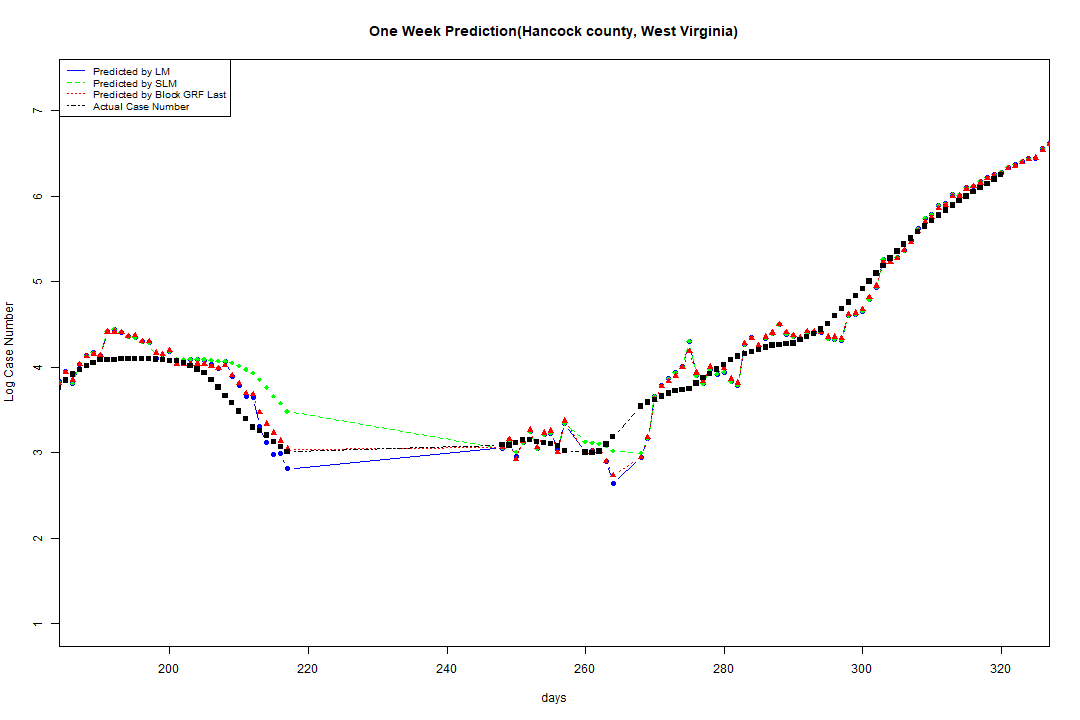 One Week Prediction(Hancock county, West Virginia)
Predicted by LM
Predicted by SLM
Predicted by Block GRF Last
Actual Case Number
7
6
5
4
3
2
1
Log Case Number
200
220
240
260
280
300
320
days